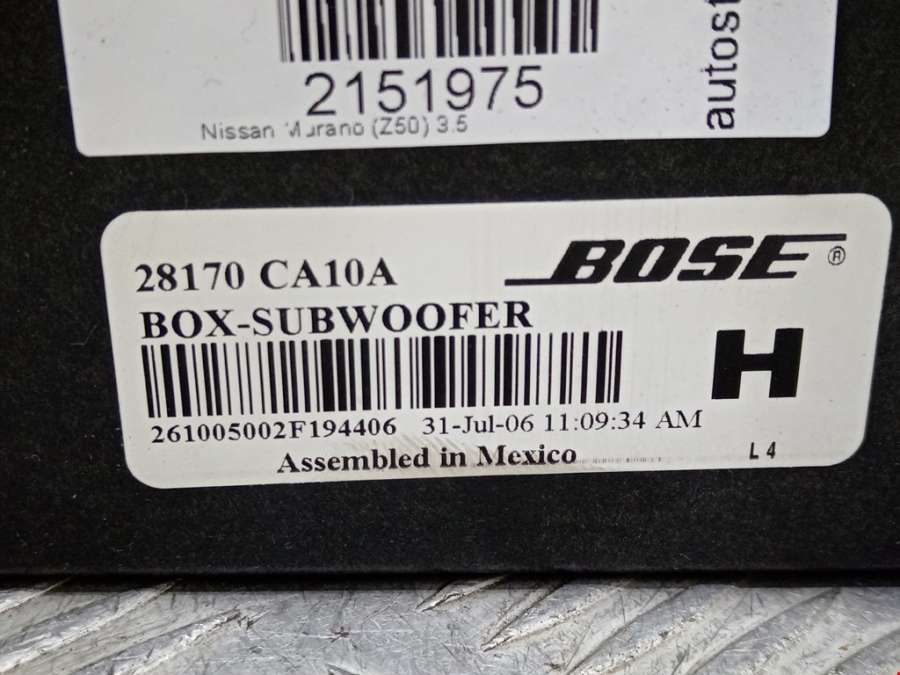 2151975
Nissan Murano (Z50) 3.5
autost
28170 CA10A
BOSE®
BOX-SUBWOOFER
H
261005002F194406 31-Jul-06 11:09:34 AM
Assembled in Mexico
L4